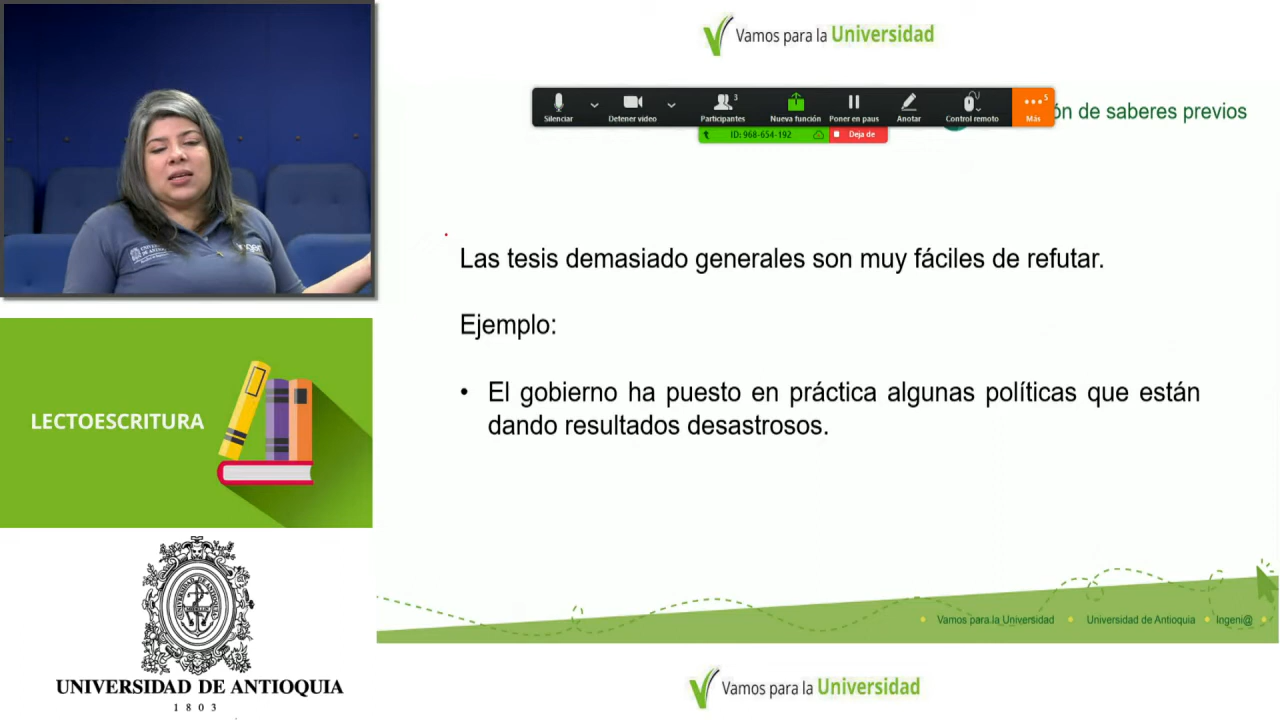 Vamos para la Universidad
Silenciar
Detener video
3
Participantes
Nueva función
Poner en paus
Anotar
Control remoto
5
Más
ón de saberes previos
ID: 968-654-192
Deja de
Las tesis demasiado generales son muy fáciles de refutar.
Ejemplo:
• El gobierno ha puesto en práctica algunas políticas que están
dando resultados desastrosos.
LECTOESCRITURA
UNIVERSIDAD DE ANTIOQUIA
1803
Vamos para la Universidad
Universidad de Antioquia
Ingeni@
Vamos para la Universidad